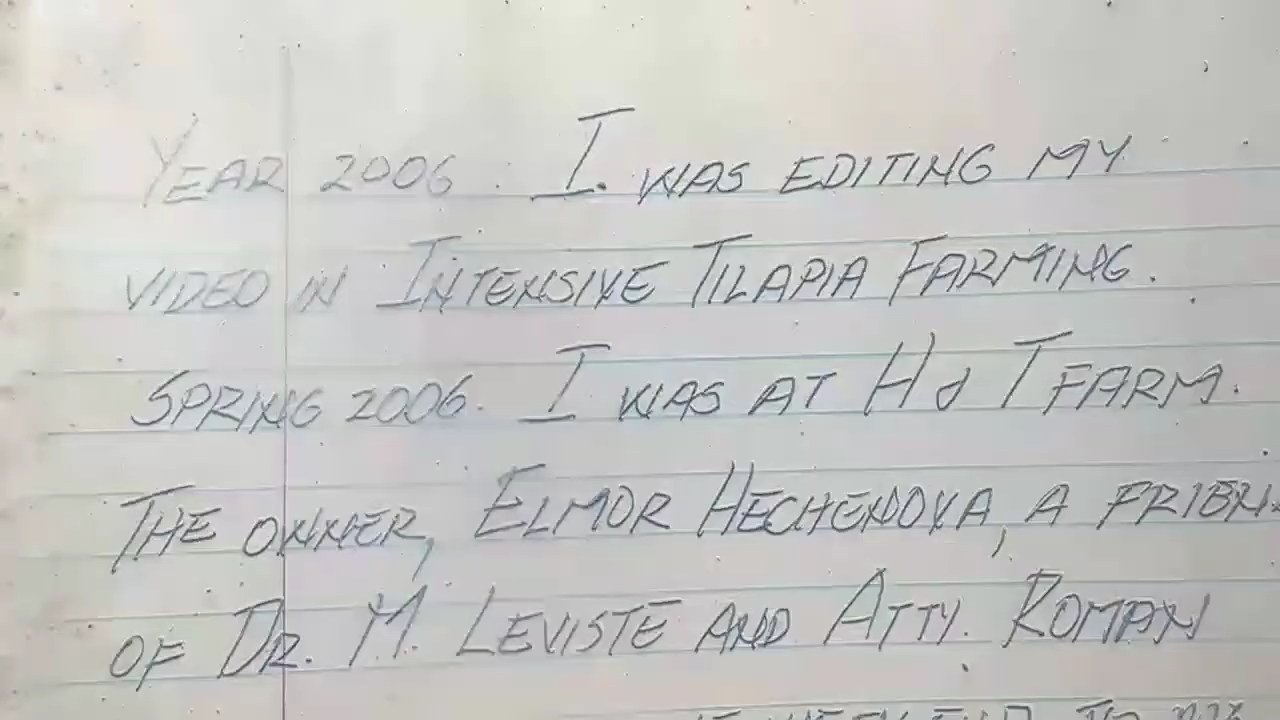 YEAR 2006. I WAS EDITING MY
VIDEO IN INTENSIVE TILAPIA FARMING.
SPRING 2006. I WAS AT H & T FARM.
THE OWNER, ELMOR HECHENOVA, A FRIEN
OF DR. M. LEVISTE AND ATTY. ROMAN